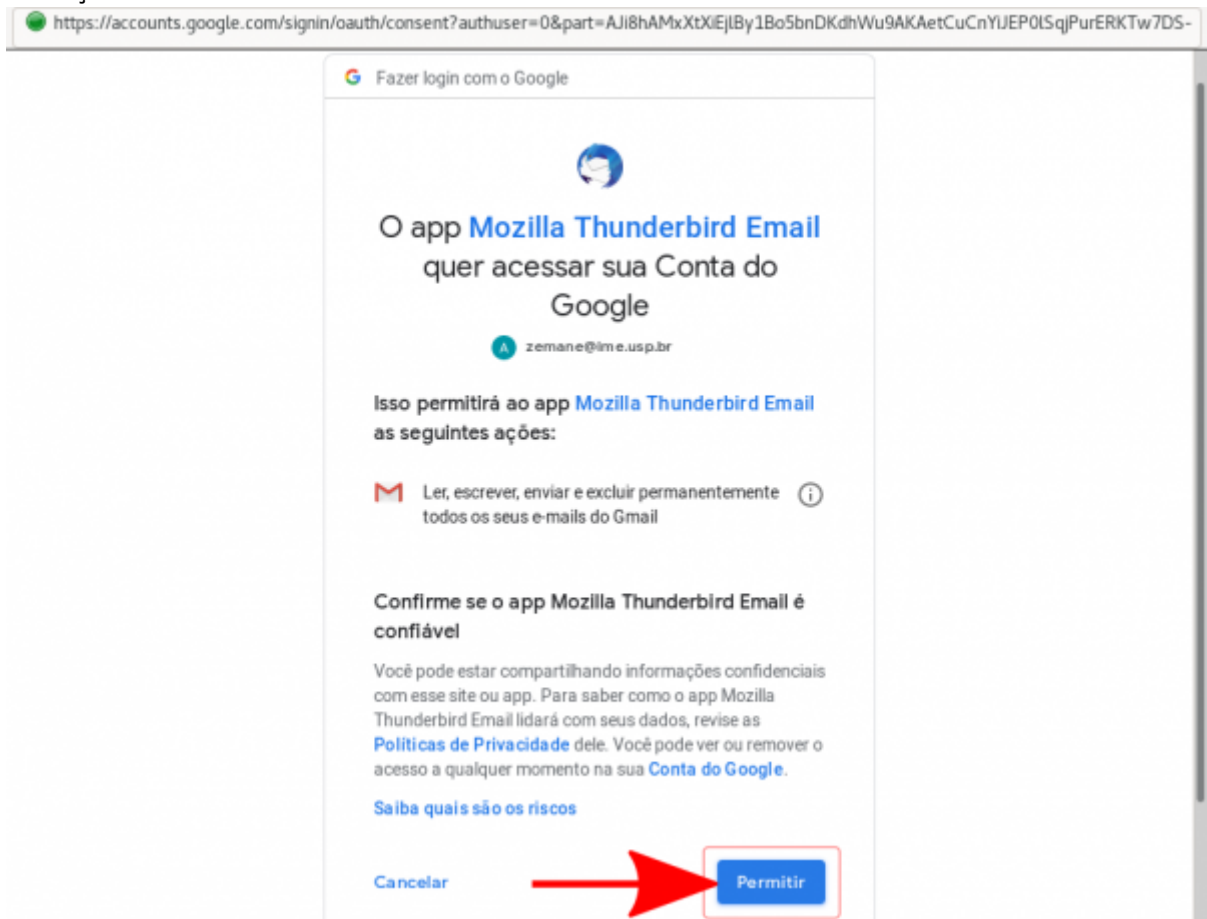 https://accounts.google.com/signin/oauth/consent?authuser=0&part=AJi8hAMxXtXiEjlBy1Bo5bnDKdhWu9AKAetCuCnYiJEP0lSqjPurERKTw7DS-
Fazer login com o Google
O app Mozilla Thunderbird Email
quer acessar sua Conta do
Google
A zemane@ime.usp.br
Isso permitirá ao app Mozilla Thunderbird Email
as seguintes ações:
Ler, escrever, enviar e excluir permanentemente
todos os seus e-mails do Gmail
Confirme se o app Mozilla Thunderbird Email é
confiável
Você pode estar compartilhando informações confidenciais
com esse site ou app. Para saber como o app Mozilla
Thunderbird Email lidará com seus dados, revise as
Políticas de Privacidade dele. Você pode ver ou remover o
acesso a qualquer momento na sua Conta do Google.
Saiba quais são os riscos
Cancelar
Permitir